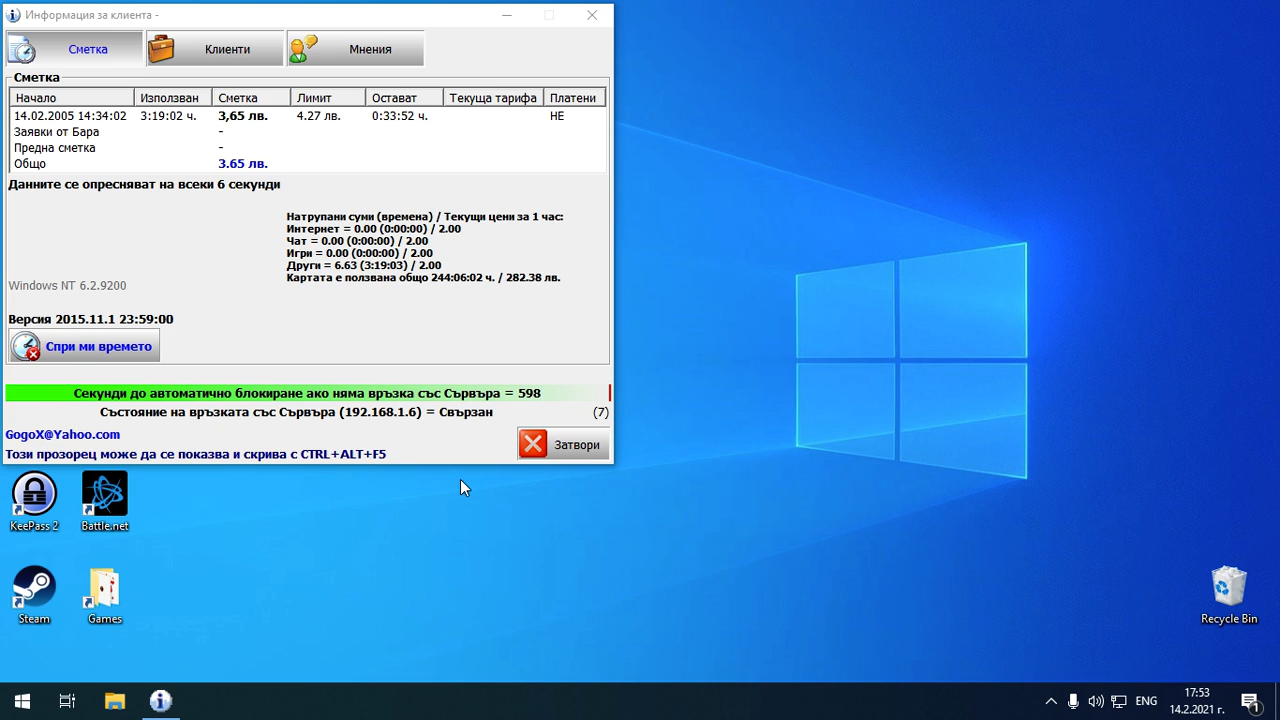 Информация за клиента -
Сметка Клиенти Мнения
Сметка
Начало Използван Сметка Лимит Остават Текуща тарифа Платени
14.02.2005 14:34:02 3:19:02 ч. 3,65 лв. 4.27 лв. 0:33:52 ч. НЕ
Заявки от Бара -
Предна сметка -
Общо 3.65 лв.
Данните се опресняват на всеки 6 секунди
Натрупани суми (времена) / Текущи цени за 1 час:
Интернет = 0.00 (0:00:00) / 2.00
Чат = 0.00 (0:00:00) / 2.00
Игри = 0.00 (0:00:00) / 2.00
Други = 6.63 (3:19:03) / 2.00
Картата е ползвана общо 244:06:02 ч. / 282.38 лв.
Windows NT 6.2.9200
Версия 2015.11.1 23:59:00
Спри ми времето
Секунди до автоматично блокиране ако няма връзка със Сървъра = 598
Състояние на връзката със Сървъра (192.168.1.6) = Свързан (7)
GogoX@Yahoo.com
Затвори
Този прозорец може да се показва и скрива с CTRL+ALT+F5
KeePass 2 Battle.net
Steam Games Recycle Bin
ENG 17:53
14.2.2021 г. 1